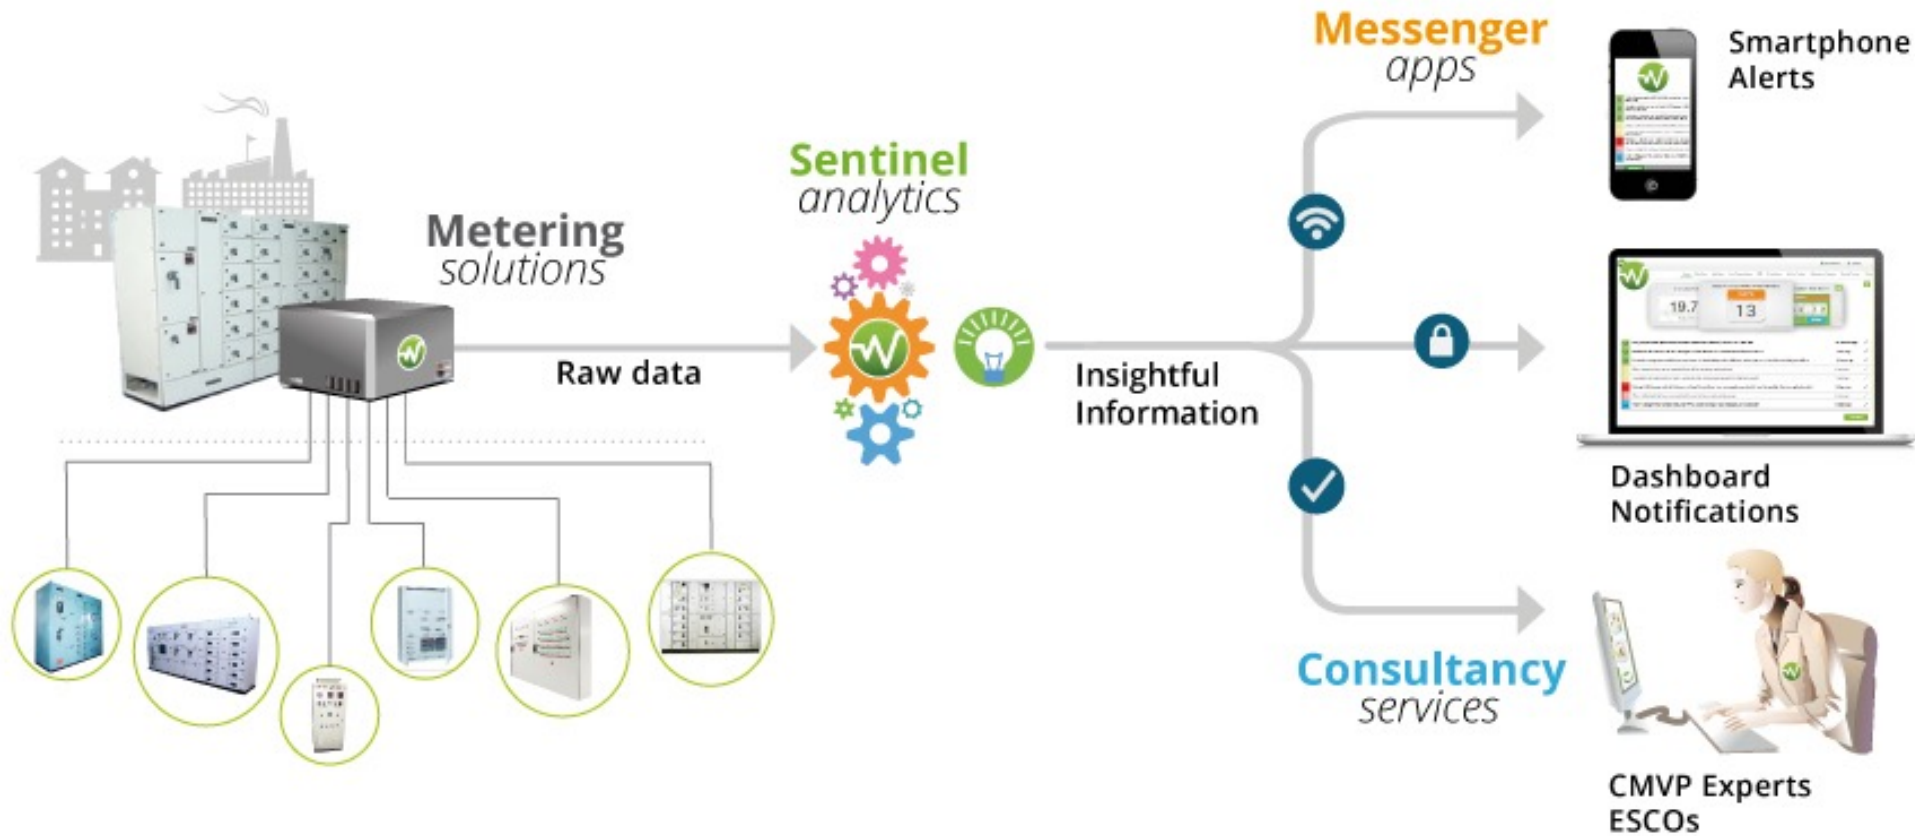 Messenger
apps
Smartphone
Alerts
Sentinel
analytics
Metering
solutions
Raw data
Insightful
Information
19.7
13
Dashboard
Notifications
Consultancy
services
CMVP Experts
ESCOs